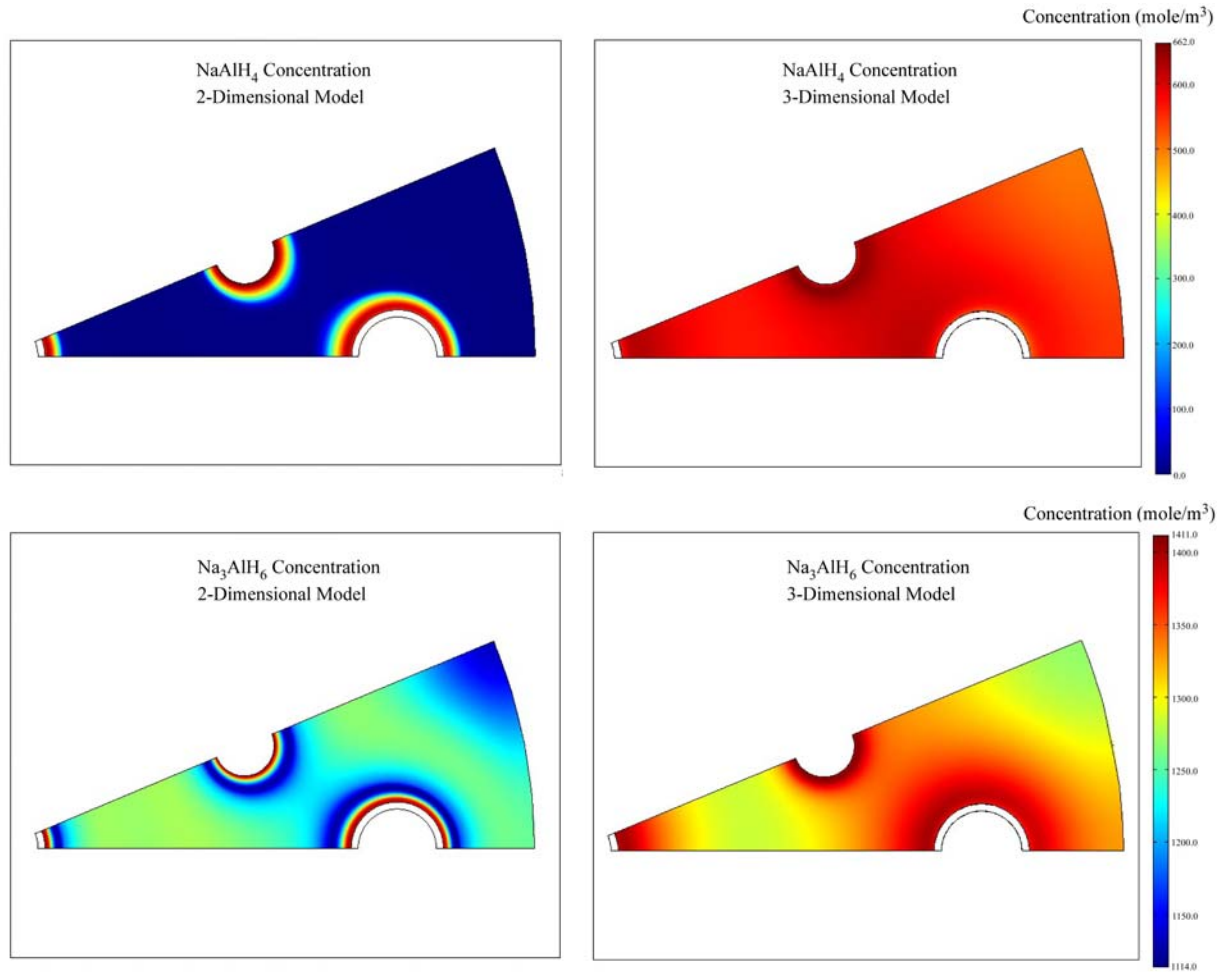 Concentration (mole/m³)
NaAlH₄ Concentration
2-Dimensional Model
NaAlH₄ Concentration
3-Dimensional Model
662.0
600.0
500.0
400.0
300.0
200.0
100.0
0.0
Concentration (mole/m³)
Na₃AlH₆ Concentration
2-Dimensional Model
Na₃AlH₆ Concentration
3-Dimensional Model
1411.0
1400.0
1350.0
1300.0
1250.0
1200.0
1150.0
1114.0